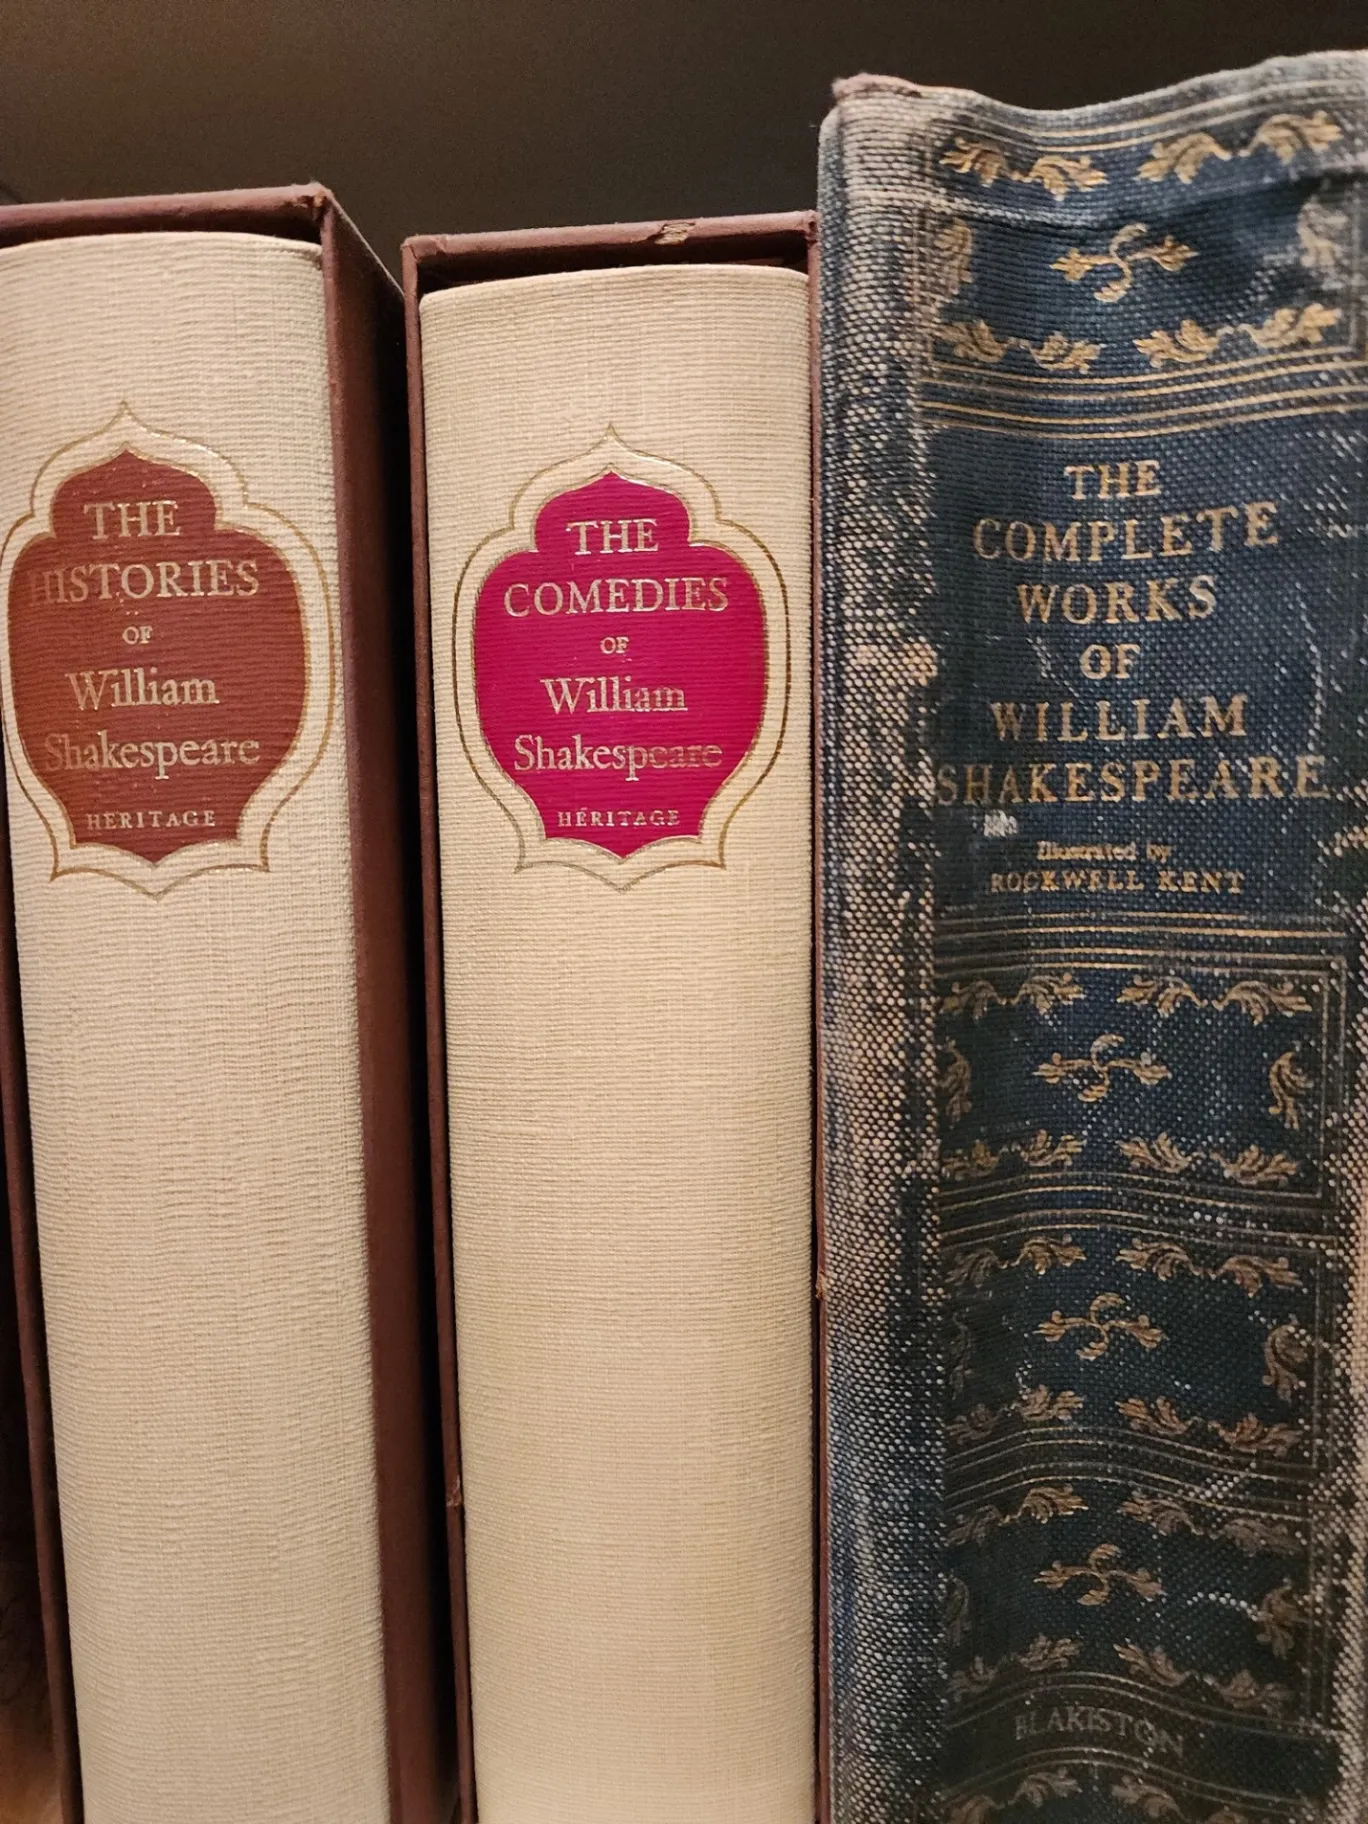 THE
HISTORIES
OF
William
Shakespeare
HERITAGE
THE
COMEDIES
OF
William
Shakespeare
HERITAGE
THE
COMPLETE
WORKS
OF
WILLIAM
SHAKESPEARE
Illustrated by
ROCKWELL KENT
BLAKISTON